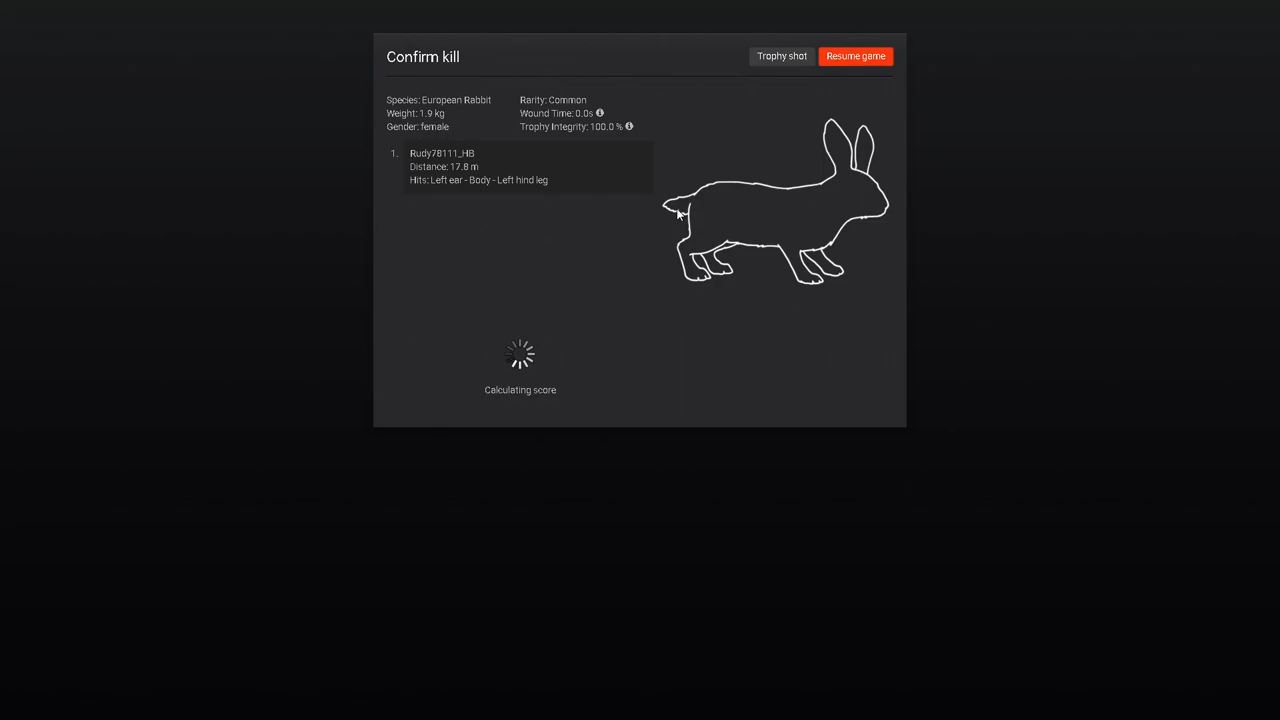 Confirm kill
Trophy shot
Resume game
Species: European Rabbit
Rarity: Common
Weight: 1.9 kg
Wound Time: 0.0s
Gender: female
Trophy Integrity: 100.0 %
1. Rudy78111_HB
Distance: 17.8 m
Hits: Left ear - Body - Left hind leg
Calculating score